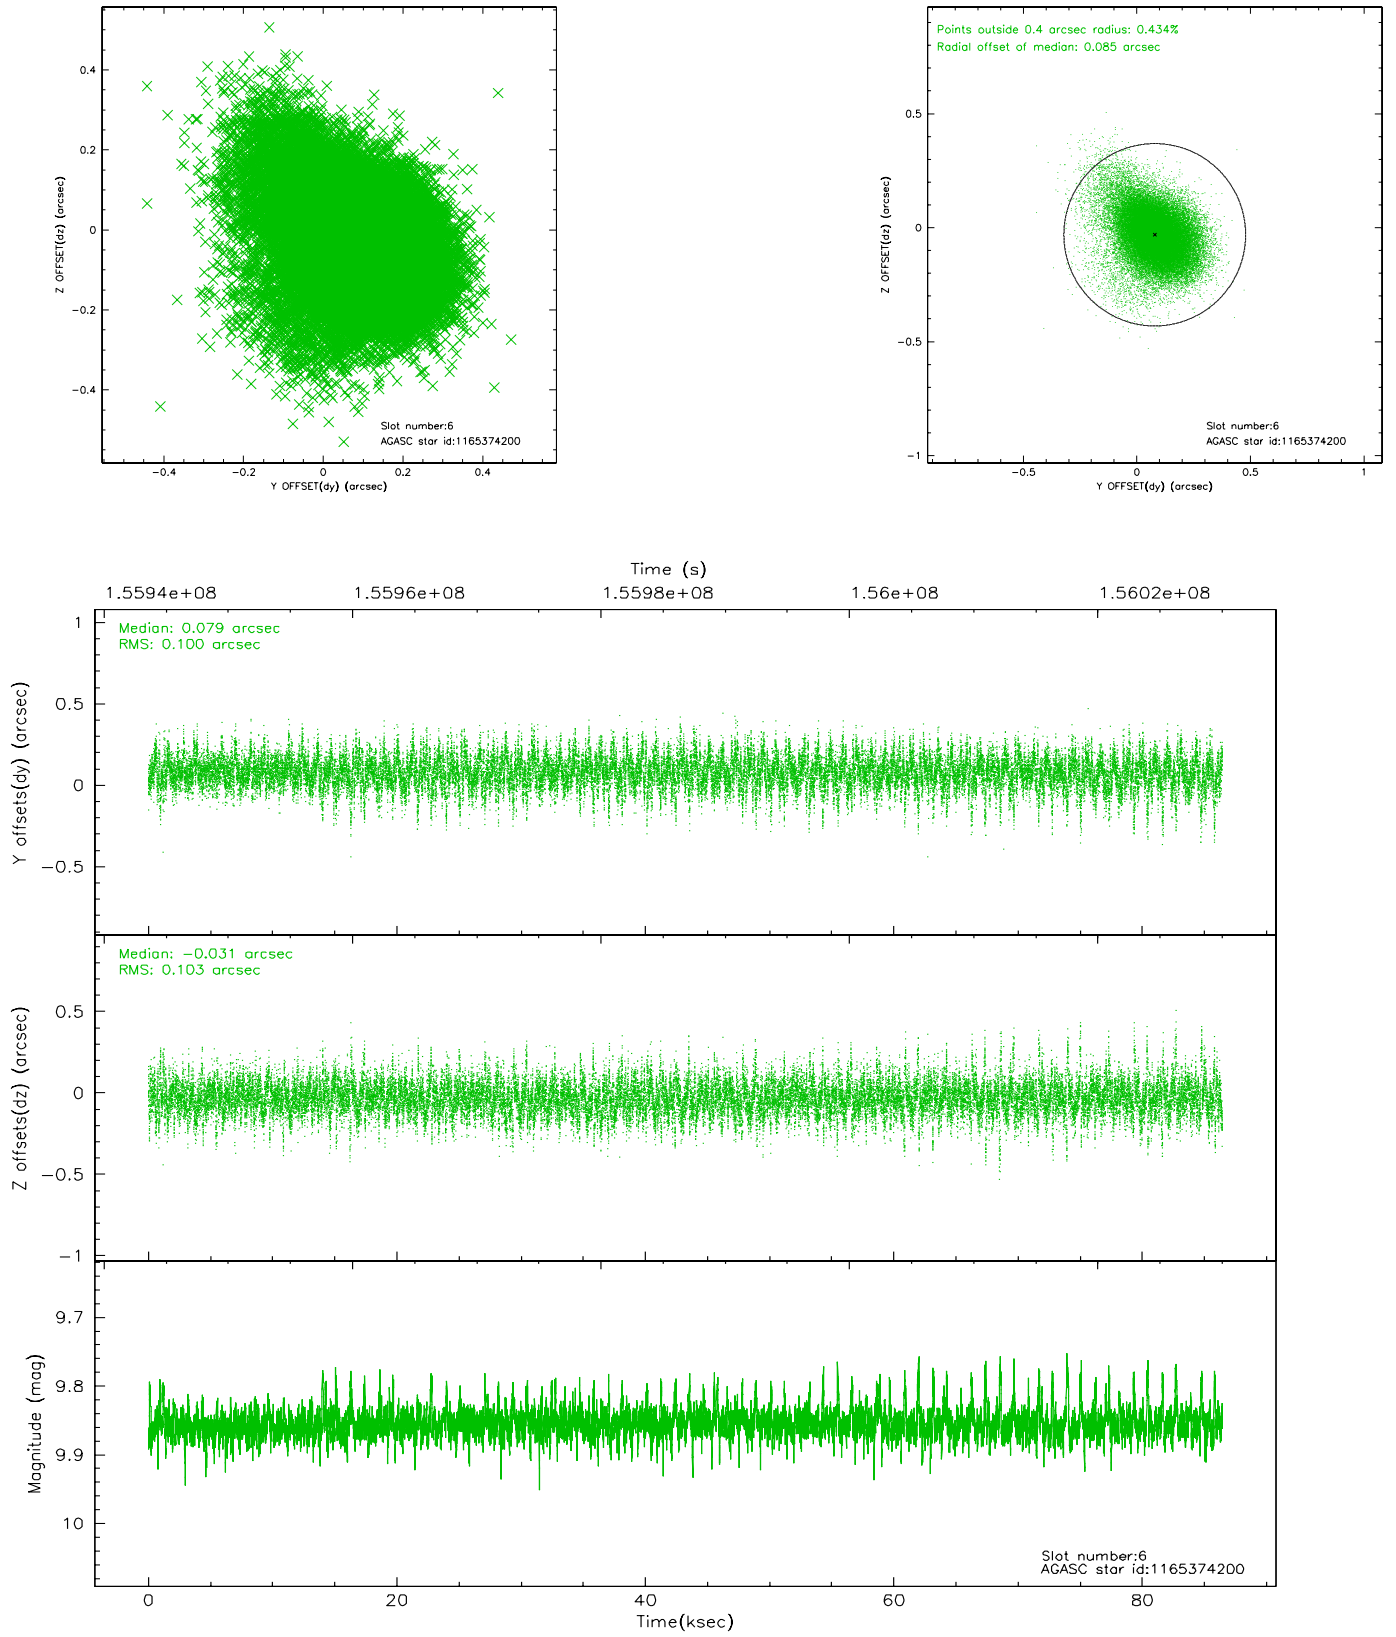 0.4
0.2
0
−0.2
−0.4
Z OFFSET(dz) (arcsec)
Slot number:6
AGASC star id:1165374200
−0.4
−0.2
0
0.2
0.4
Y OFFSET(dy) (arcsec)
Points outside 0.4 arcsec radius: 0.434%
Radial offset of median: 0.085 arcsec
0.5
0
−0.5
−1
Z OFFSET(dz) (arcsec)
Slot number:6
AGASC star id:1165374200
−0.5
0
0.5
1
Y OFFSET(dy) (arcsec)
Time (s)
1.5594e+08
1.5596e+08
1.5598e+08
1.56e+08
1.5602e+08
Median: 0.079 arcsec
RMS: 0.100 arcsec
1
0.5
0
−0.5
Y offsets(dy) (arcsec)
Median: −0.031 arcsec
RMS: 0.103 arcsec
0.5
0
−0.5
−1
Z offsets(dz) (arcsec)
9.7
9.8
9.9
10
Magnitude (mag)
Slot number:6
AGASC star id:1165374200
0
20
40
60
80
Time(ksec)